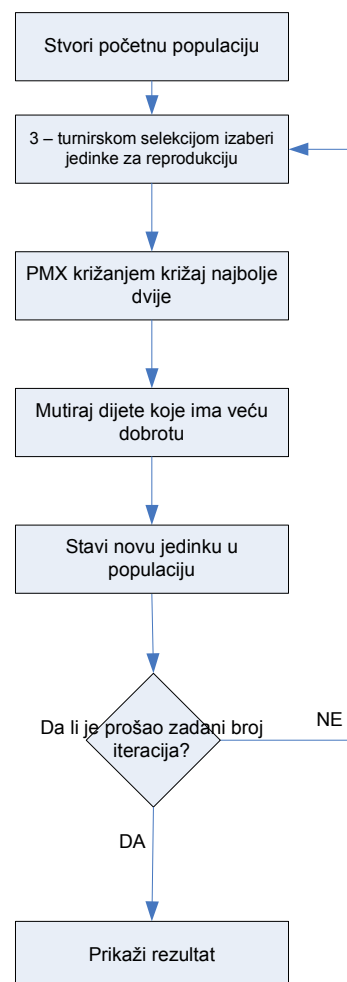 Stvori početnu populaciju
3 – turnirskom selekcijom izaberi
jedinke za reprodukciju
PMX križanjem križaj najbolje
dvije
Mutiraj dijete koje ima veću
dobrotu
Stavi novu jedinku u
populaciju
Da li je prošao zadani broj
iteracija?
NE
DA
Prikaži rezultat